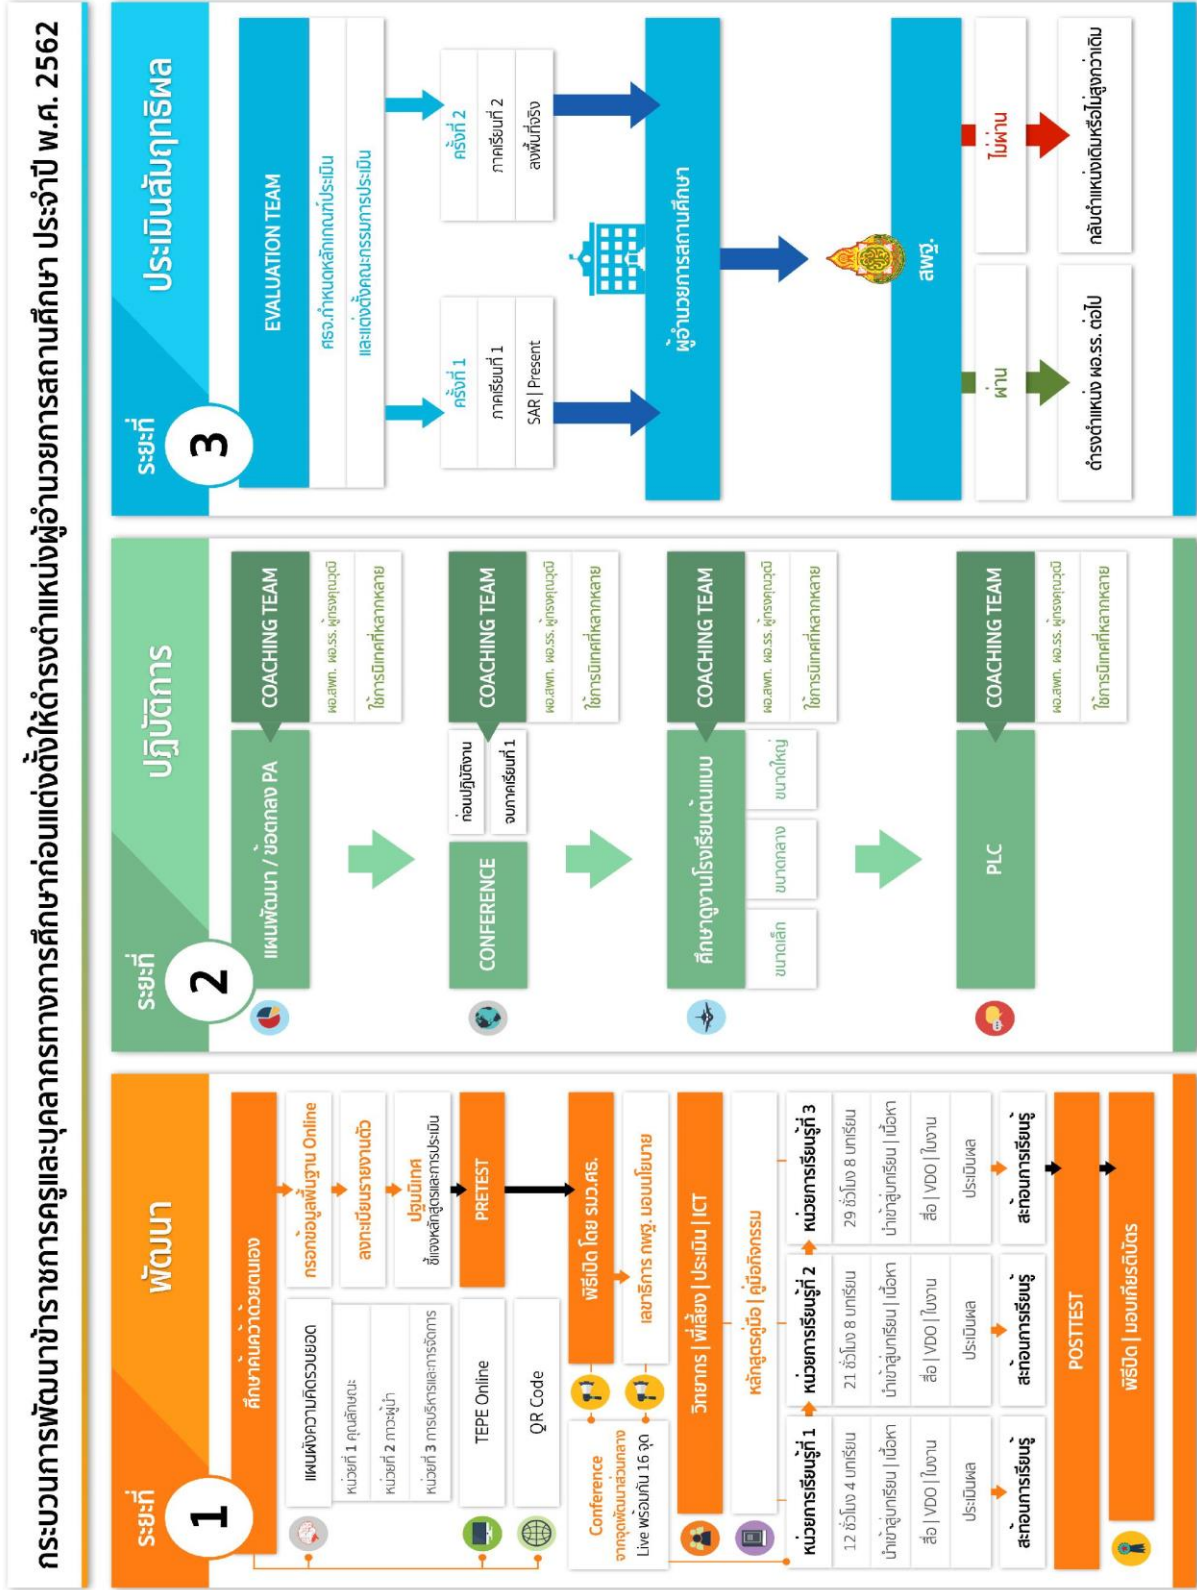 กระบวนการพัฒนาข้าราชการครูและบุคลากรทางการศึกษาก่อนแต่งตั้งให้ดำรงตำแหน่งผู้อำนวยการสถานศึกษา ประจำปี พ.ศ. 2562
ระยะที่
1
พัฒนา
ศึกษาค้นคว้าด้วยตนเอง
แผนผังความคิดรวบยอด
หน่วยที่ 1 คุณลักษณะ
หน่วยที่ 2 ภาวะผู้นำ
หน่วยที่ 3 การบริหารและการจัดการ
TEPE Online
QR Code
กรอกข้อมูลพื้นฐาน Online
ลงทะเบียนรายงานตัว
ปฐมนิเทศ
ชี้แจงหลักสูตรและการประเมิน
PRETEST
Conference
จากจุดพัฒนาส่วนกลาง
Live พร้อมกัน 16 จุด
พิธีเปิด โดย รมว.ศธ.
เลขาธิการ กพฐ. มอบนโยบาย
วิทยากร | พี่เลี้ยง | ประเมิน | ICT
หลักสูตรคู่มือ | คู่มือกิจกรรม
หน่วยการเรียนรู้ที่ 1
12 ชั่วโมง 4 บทเรียน
นำเข้าสู่บทเรียน | เนื้อหา
สื่อ | VDO | ใบงาน
ประเมินผล
สะท้อนการเรียนรู้
หน่วยการเรียนรู้ที่ 2
21 ชั่วโมง 8 บทเรียน
นำเข้าสู่บทเรียน | เนื้อหา
สื่อ | VDO | ใบงาน
ประเมินผล
สะท้อนการเรียนรู้
หน่วยการเรียนรู้ที่ 3
29 ชั่วโมง 8 บทเรียน
นำเข้าสู่บทเรียน | เนื้อหา
สื่อ | VDO | ใบงาน
ประเมินผล
สะท้อนการเรียนรู้
POSTTEST
พิธีปิด | มอบเกียรติบัตร
ระยะที่
2
ปฏิบัติการ
แผนพัฒนา / ข้อตกลง PA
COACHING TEAM
ผอ.สพท. ผอ.รร. ผู้ทรงคุณวุฒิ
ใช้การนิเทศที่หลากหลาย
CONFERENCE
ก่อนปฏิบัติงาน
จบภาคเรียนที่ 1
COACHING TEAM
ผอ.สพท. ผอ.รร. ผู้ทรงคุณวุฒิ
ใช้การนิเทศที่หลากหลาย
ศึกษาดูงานโรงเรียนต้นแบบ
ขนาดเล็ก
ขนาดกลาง
ขนาดใหญ่
COACHING TEAM
ผอ.สพท. ผอ.รร. ผู้ทรงคุณวุฒิ
ใช้การนิเทศที่หลากหลาย
PLC
COACHING TEAM
ผอ.สพท. ผอ.รร. ผู้ทรงคุณวุฒิ
ใช้การนิเทศที่หลากหลาย
ระยะที่
3
ประเมินสัมฤทธิผล
EVALUATION TEAM
ศธจ.กำหนดหลักเกณฑ์ประเมิน
และแต่งตั้งคณะกรรมการประเมิน
ครั้งที่ 1
ภาคเรียนที่ 1
SAR | Present
ครั้งที่ 2
ภาคเรียนที่ 2
ลงพื้นที่จริง
ผู้อำนวยการสถานศึกษา
สพฐ.
ผ่าน
ดำรงตำแหน่ง ผอ.รร. ต่อไป
ไม่ผ่าน
กลับตำแหน่งเดิมหรือไม่สูงกว่าเดิม